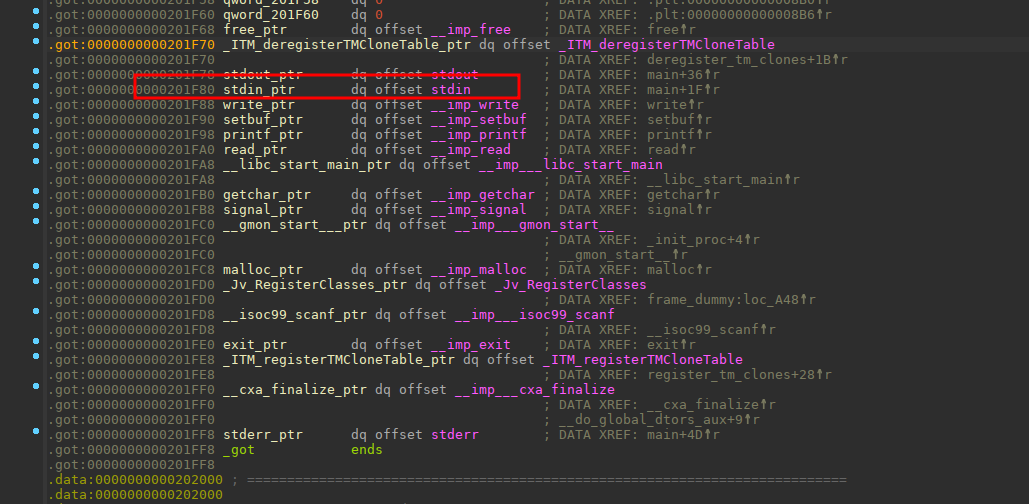 .got:0000000000201F58 qword_201F58    dq 0                    ; DATA XREF: .plt:00000000000008B0↑r
.got:0000000000201F60 qword_201F60    dq 0                    ; DATA XREF: .plt:00000000000008B6↑r
.got:0000000000201F68 free_ptr        dq offset __imp_free    ; DATA XREF: free↑r
.got:0000000000201F70 _ITM_deregisterTMCloneTable_ptr dq offset _ITM_deregisterTMCloneTable
.got:0000000000201F70                                         ; DATA XREF: deregister_tm_clones+1B↑r
.got:0000000000201F78 stdout_ptr      dq offset stdout        ; DATA XREF: main+36↑r
.got:0000000000201F80 stdin_ptr       dq offset stdin         ; DATA XREF: main+1F↑r
.got:0000000000201F88 write_ptr       dq offset __imp_write   ; DATA XREF: write↑r
.got:0000000000201F90 setbuf_ptr      dq offset __imp_setbuf  ; DATA XREF: setbuf↑r
.got:0000000000201F98 printf_ptr      dq offset __imp_printf  ; DATA XREF: printf↑r
.got:0000000000201FA0 read_ptr        dq offset __imp_read    ; DATA XREF: read↑r
.got:0000000000201FA8 __libc_start_main_ptr dq offset __imp___libc_start_main
.got:0000000000201FA8                                         ; DATA XREF: __libc_start_main↑r
.got:0000000000201FB0 getchar_ptr     dq offset __imp_getchar ; DATA XREF: getchar↑r
.got:0000000000201FB8 signal_ptr      dq offset __imp_signal  ; DATA XREF: signal↑r
.got:0000000000201FC0 __gmon_start___ptr dq offset __imp___gmon_start__
.got:0000000000201FC0                                         ; DATA XREF: _init_proc+4↑r
.got:0000000000201FC0                                         ; __gmon_start__↑r
.got:0000000000201FC8 malloc_ptr      dq offset __imp_malloc  ; DATA XREF: malloc↑r
.got:0000000000201FD0 _Jv_RegisterClasses_ptr dq offset _Jv_RegisterClasses
.got:0000000000201FD0                                         ; DATA XREF: frame_dummy:loc_A48↑r
.got:0000000000201FD8 __isoc99_scanf_ptr dq offset __imp___isoc99_scanf
.got:0000000000201FD8                                         ; DATA XREF: __isoc99_scanf↑r
.got:0000000000201FE0 exit_ptr        dq offset __imp_exit    ; DATA XREF: exit↑r
.got:0000000000201FE8 _ITM_registerTMCloneTable_ptr dq offset _ITM_registerTMCloneTable
.got:0000000000201FE8                                         ; DATA XREF: register_tm_clones+28↑r
.got:0000000000201FF0 __cxa_finalize_ptr dq offset __imp___cxa_finalize
.got:0000000000201FF0                                         ; DATA XREF: __cxa_finalize↑r
.got:0000000000201FF0                                         ; __do_global_dtors_aux+9↑r
.got:0000000000201FF8 stderr_ptr      dq offset stderr        ; DATA XREF: main+4D↑r
.got:0000000000201FF8 _got            ends
.got:0000000000201FF8
.data:0000000000202000 ; ===========================================================================
.data:0000000000202000